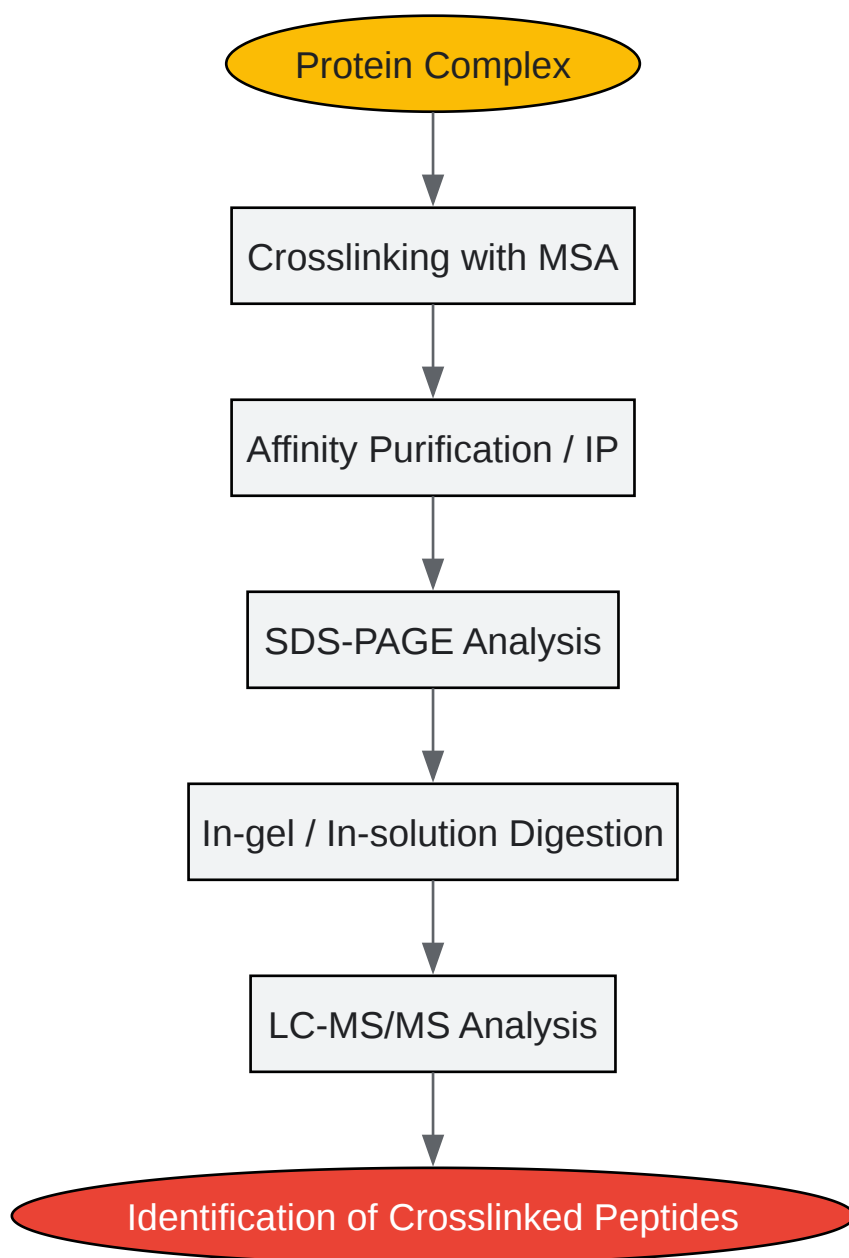 Protein Complex
Crosslinking with MSA
Affinity Purification / IP
SDS-PAGE Analysis
In-gel / In-solution Digestion
LC-MS/MS Analysis
Identification of Crosslinked Peptides